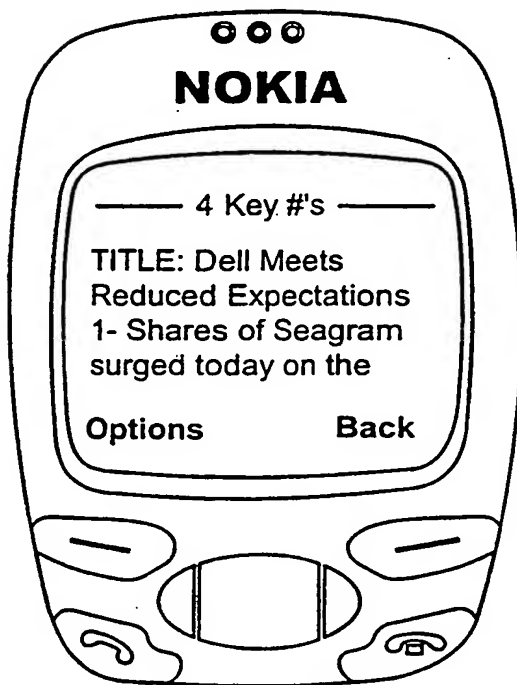 NOKIA
4 Key #'s
TITLE: Dell Meets
Reduced Expectations
1- Shares of Seagram
surged today on the
Options Back